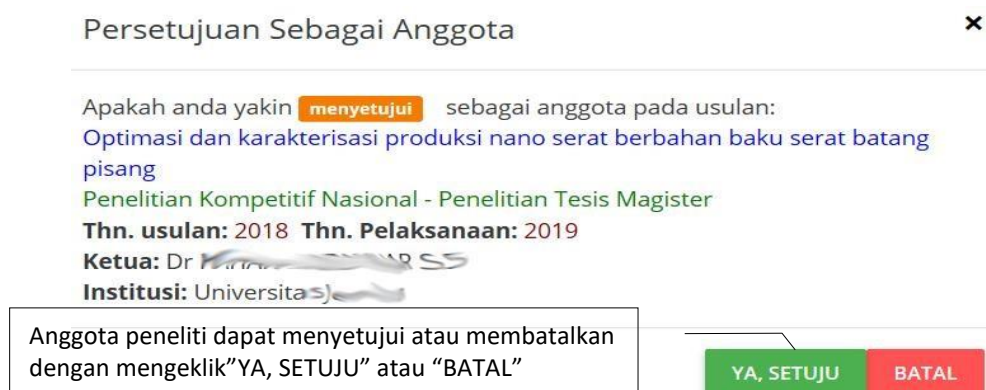 Persetujuan Sebagai Anggota ×
Apakah anda yakin menyetujui sebagai anggota pada usulan:
Optimasi dan karakterisasi produksi nano serat berbahan baku serat batang
pisang
Penelitian Kompetitif Nasional - Penelitian Tesis Magister
Thn. usulan: 2018 Thn. Pelaksanaan: 2019
Ketua: Dr
Institusi: Universitas
Anggota peneliti dapat menyetujui atau membatalkan
dengan mengeklik”YA, SETUJU” atau “BATAL”
YA, SETUJU BATAL